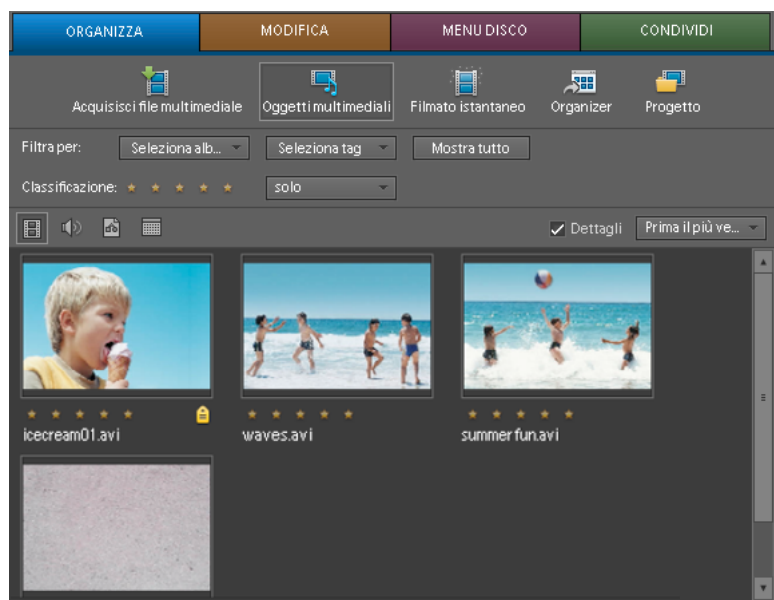 ORGANIZZA MODIFICA MENU DISCO CONDIVIDI
Acquisisci file multimediale Oggetti multimediali Filmato istantaneo Organizer Progetto
Filtra per: Seleziona alb... Seleziona tag Mostra tutto
Classificazione: solo
Dettagli Prima il più ve...
icecream01.avi waves.avi summer fun.avi